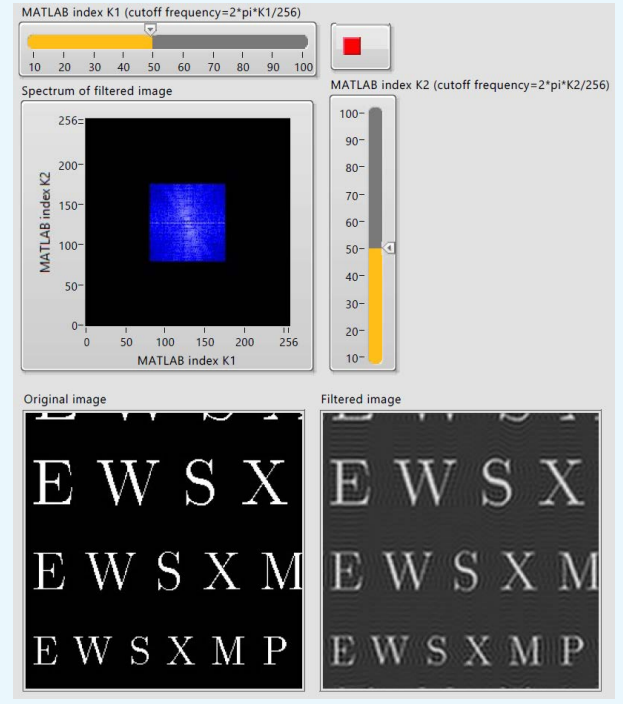 MATLAB index K1 (cutoff frequency=2*pi*K1/256)
10 20 30 40 50 60 70 80 90 100
MATLAB index K2 (cutoff frequency=2*pi*K2/256)
100
90
80
70
60
50
40
30
20
10
Spectrum of filtered image
MATLAB index K2
256
200
150
100
50
0
0 50 100 150 200 256
MATLAB index K1
Original image
E W S X
E W S X M
E W S X M P
Filtered image
E W S X
E W S X M
E W S X M P